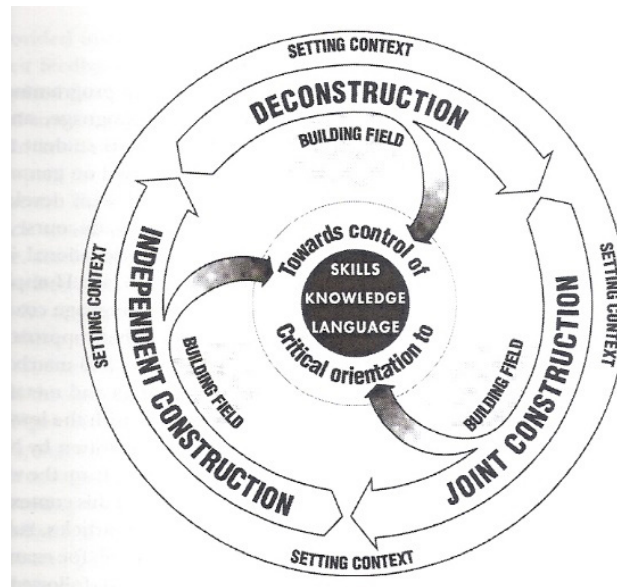 SETTING CONTEXT
DECONSTRUCTION
BUILDING FIELD
SETTING CONTEXT
INDEPENDENT CONSTRUCTION
BUILDING FIELD
Towards control of
SKILLS
KNOWLEDGE
LANGUAGE
Critical orientation to
SETTING CONTEXT
JOINT CONSTRUCTION
BUILDING FIELD
SETTING CONTEXT